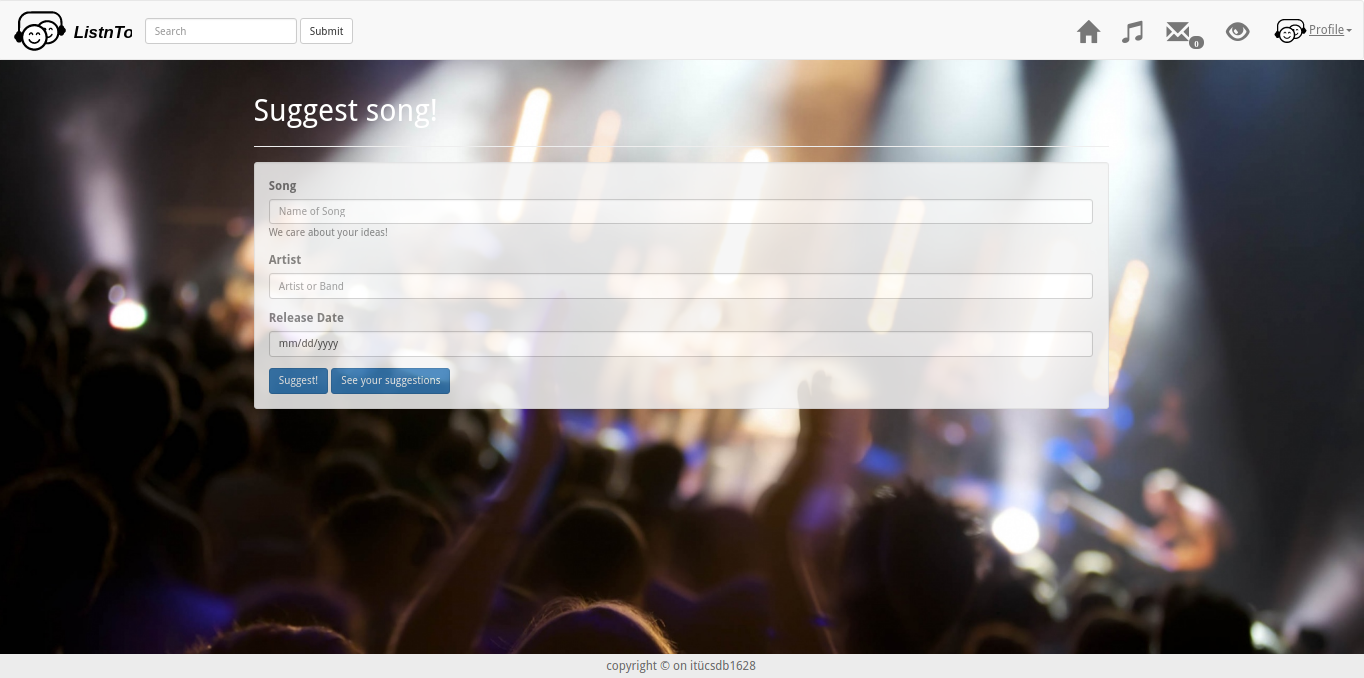 ListnTo
Search
Submit
0
Profile
Suggest song!
Song
Name of Song
We care about your ideas!
Artist
Artist or Band
Release Date
mm/dd/yyyy
Suggest!
See your suggestions
copyright © on itücsdb1628